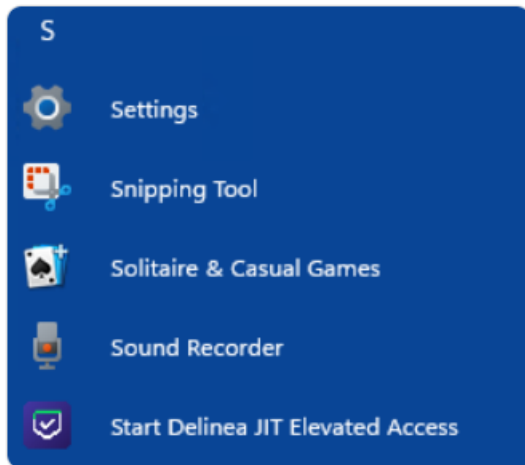 S
Settings
Snipping Tool
Solitaire & Casual Games
Sound Recorder
Start Delinea JIT Elevated Access